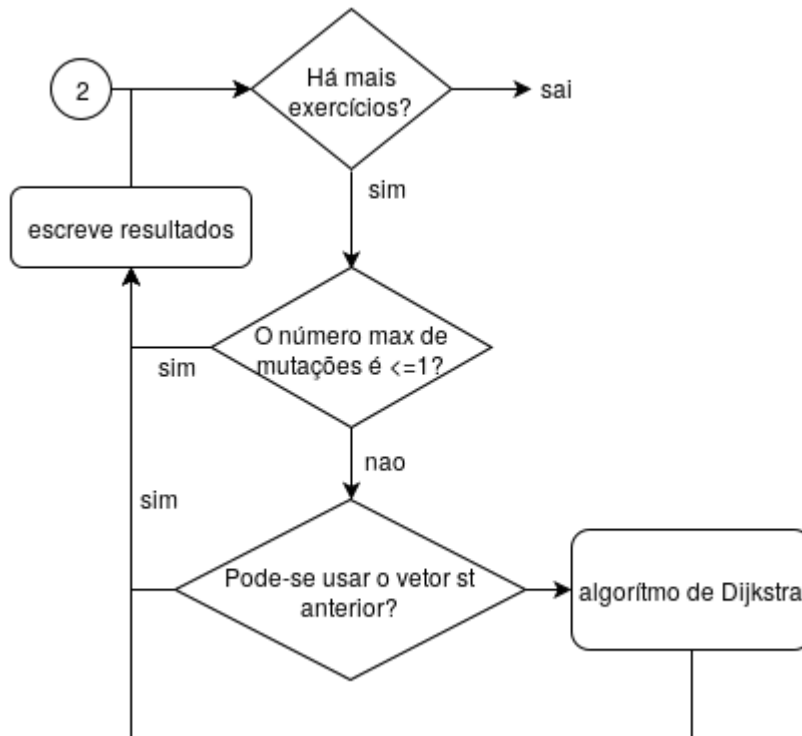 2
Há mais
exercícios?
sai
sim
escreve resultados
O número max de
mutações é <=1?
sim
nao
sim
Pode-se usar o vetor st
anterior?
algorítmo de Dijkstra